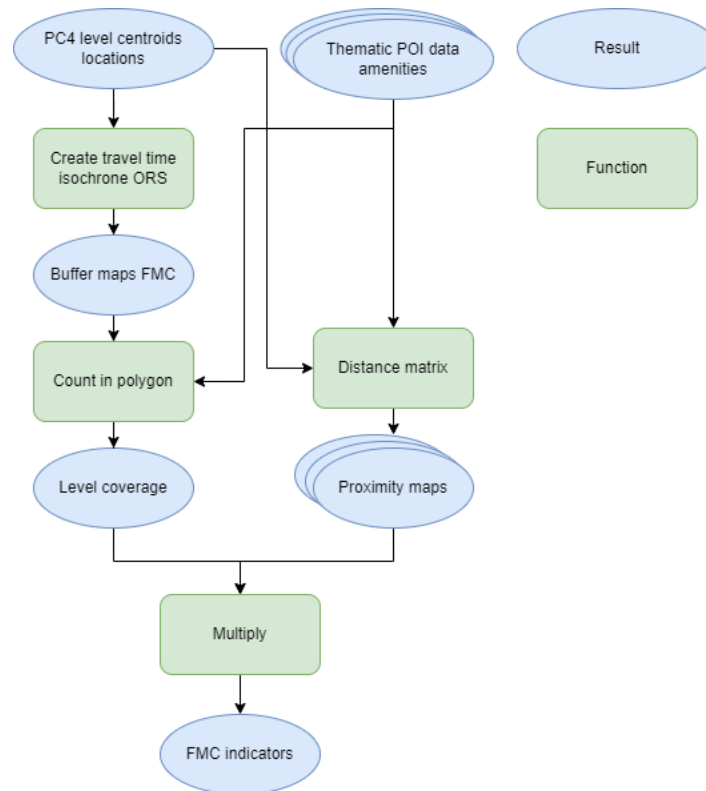 PC4 level centroids
locations
Thematic POI data
amenities
Result
Create travel time
isochrone ORS
Function
Buffer maps FMC
Count in polygon
Distance matrix
Level coverage
Proximity maps
Multiply
FMC indicators